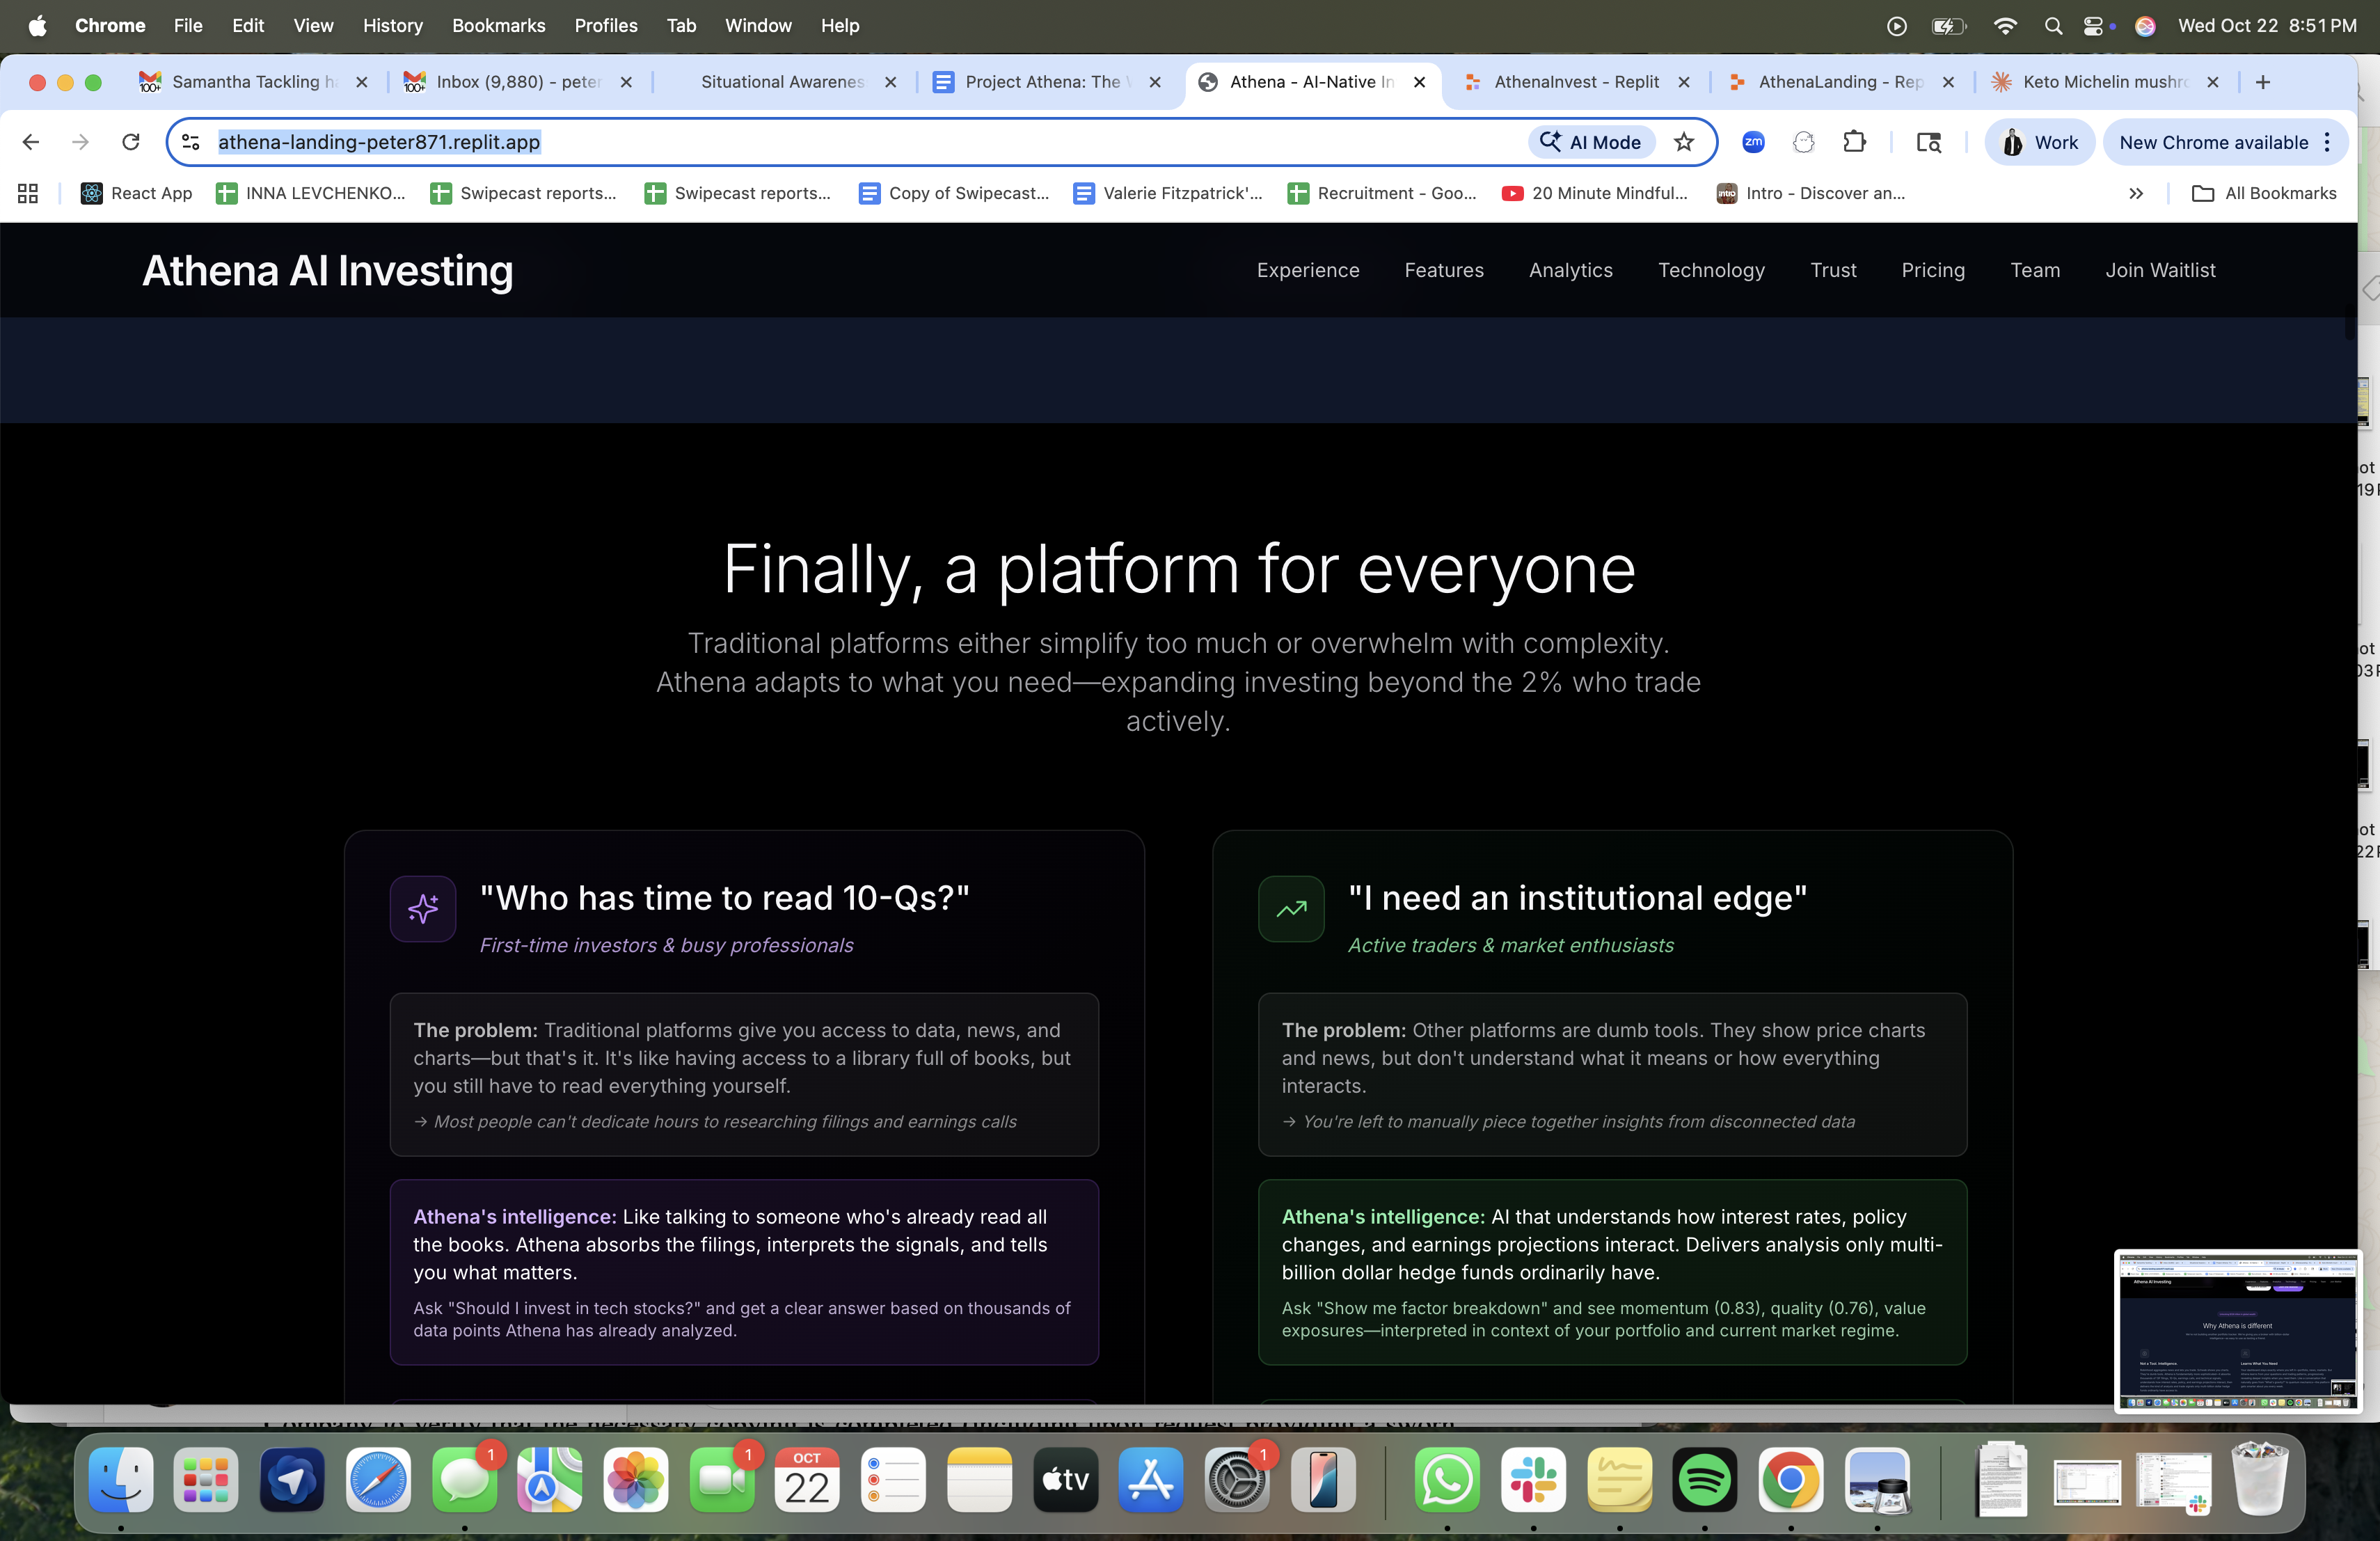 Chrome File Edit View History Bookmarks Profiles Tab Window Help Wed Oct 22 8:51 PM
Samantha Tackling ha Inbox (9,880) - peter Situational Awarenes Project Athena: The Athena - AI-Native In AthenaInvest - Replit AthenaLanding - Rep Keto Michelin mushr
athena-landing-peter871.replit.app AI Mode zm Work New Chrome available
React App INNA LEVCHENKO... Swipecast reports... Swipecast reports... Copy of Swipecast... Valerie Fitzpatrick'... Recruitment - Goo... 20 Minute Mindful... Intro - Discover an... All Bookmarks
Athena AI Investing Experience Features Analytics Technology Trust Pricing Team Join Waitlist
Finally, a platform for everyone
Traditional platforms either simplify too much or overwhelm with complexity.
Athena adapts to what you need—expanding investing beyond the 2% who trade
actively.
"Who has time to read 10-Qs?"
First-time investors & busy professionals
The problem: Traditional platforms give you access to data, news, and
charts—but that's it. It's like having access to a library full of books, but
you still have to read everything yourself.
→ Most people can't dedicate hours to researching filings and earnings calls
Athena's intelligence: Like talking to someone who's already read all
the books. Athena absorbs the filings, interprets the signals, and tells
you what matters.
Ask "Should I invest in tech stocks?" and get a clear answer based on thousands of
data points Athena has already analyzed.
"I need an institutional edge"
Active traders & market enthusiasts
The problem: Other platforms are dumb tools. They show price charts
and news, but don't understand what it means or how everything
interacts.
→ You're left to manually piece together insights from disconnected data
Athena's intelligence: AI that understands how interest rates, policy
changes, and earnings projections interact. Delivers analysis only multi-
billion dollar hedge funds ordinarily have.
Ask "Show me factor breakdown" and see momentum (0.83), quality (0.76), value
exposures—interpreted in context of your portfolio and current market regime.
Why Athena is different
1 1 OCT 22 tv 1